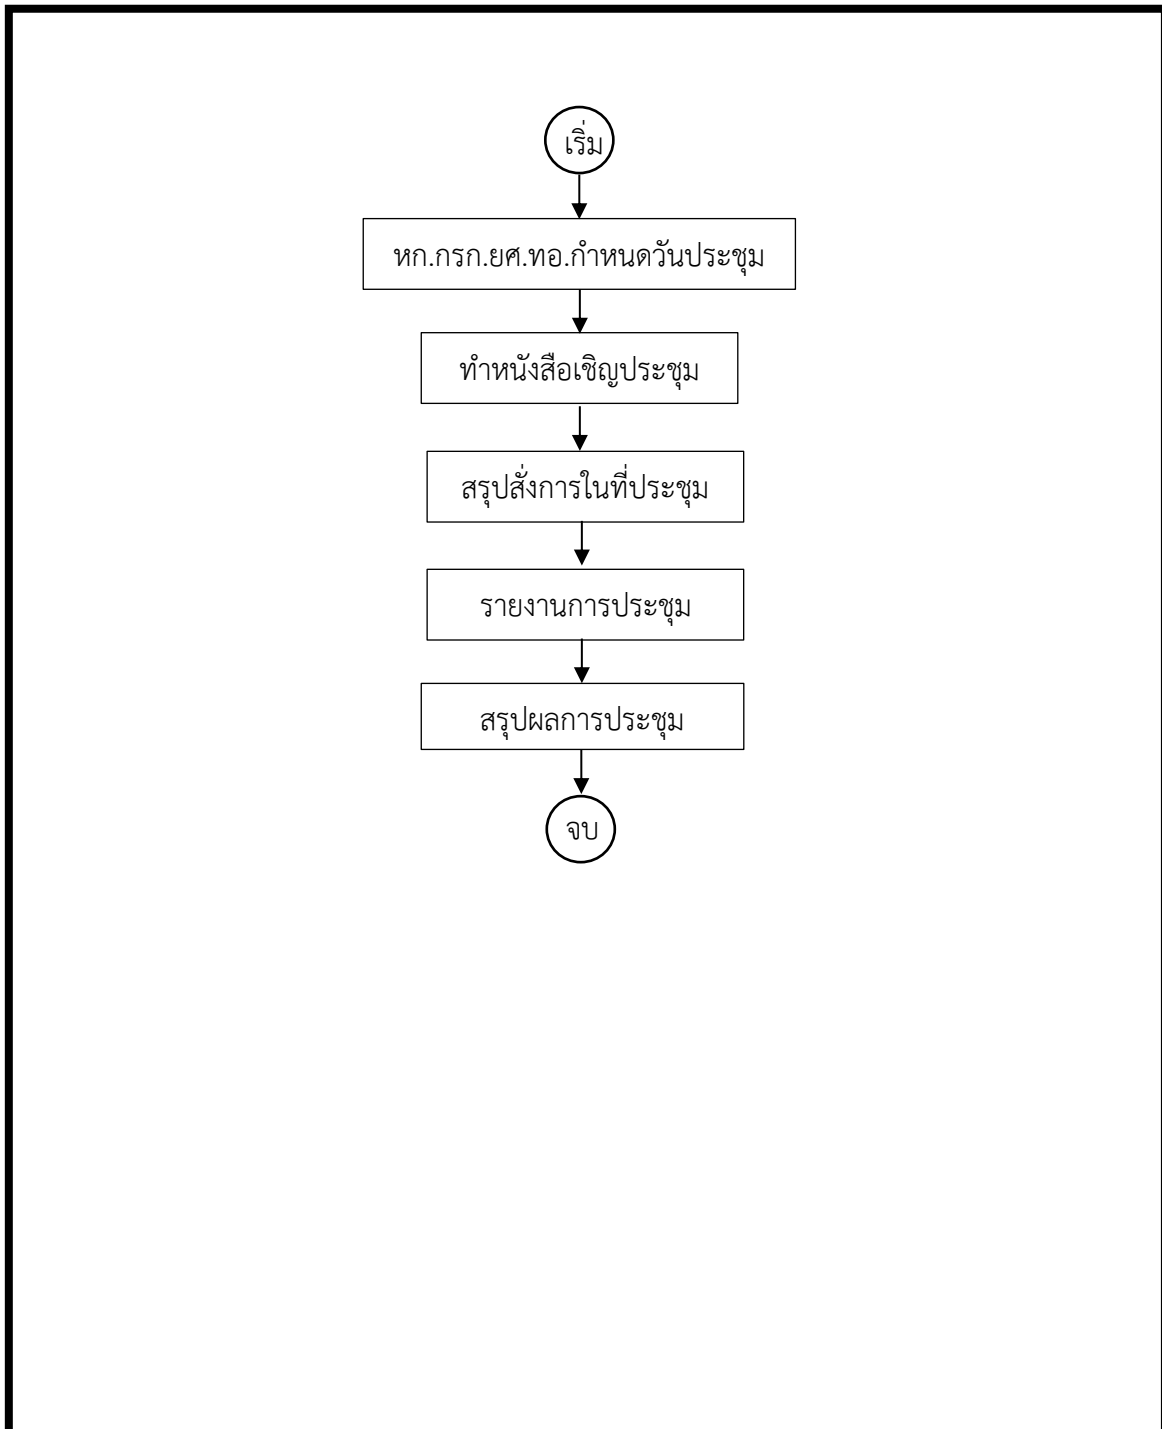 เริ่ม
หก.กรก.ยศ.ทอ.กำหนดวันประชุม
ทำหนังสือเชิญประชุม
สรุปสั่งการในที่ประชุม
รายงานการประชุม
สรุปผลการประชุม
จบ